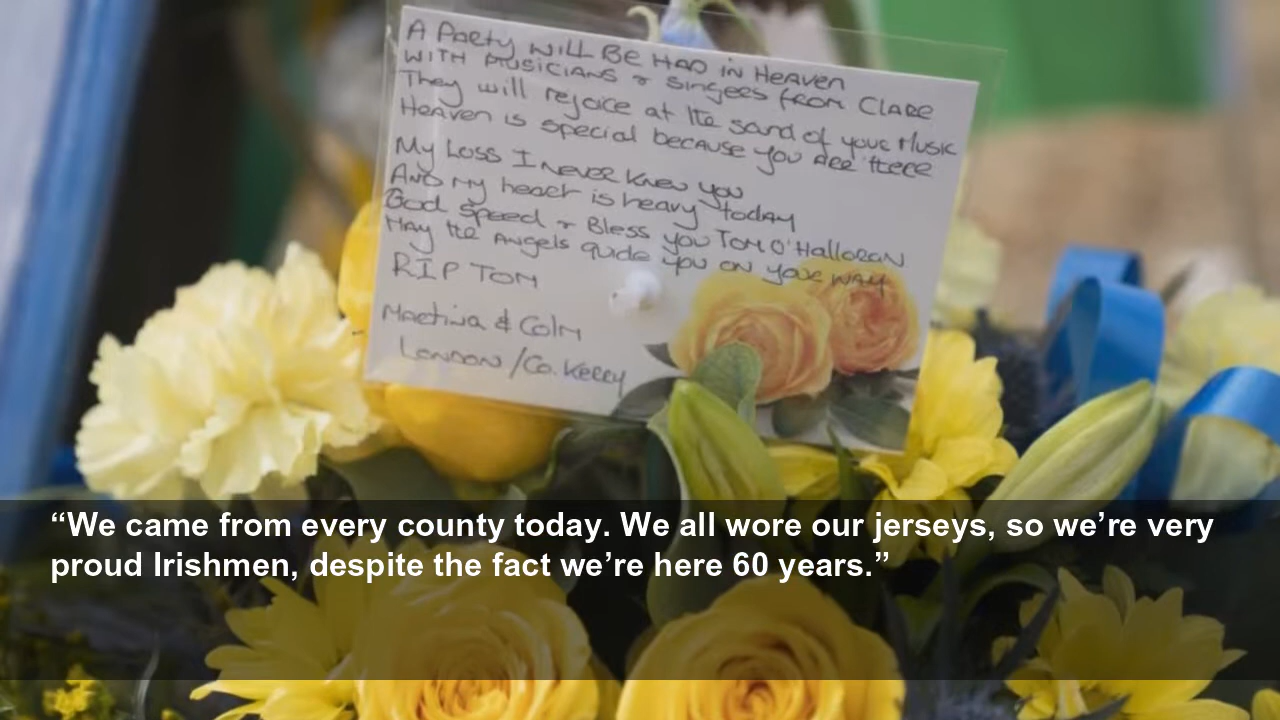 A Party will be had in Heaven
with musicians & singers from Clare
They will rejoice at the sand of your Music
Heaven is special because you are there
My Loss I never knew you
And my heart is heavy today
God Speed & Bless you Tom O'Halloran
May the Angels guide you on your way
RIP TOM
Martina & Colm
London / Co. Kerry
“We came from every county today. We all wore our jerseys, so we’re very
proud Irishmen, despite the fact we’re here 60 years.”